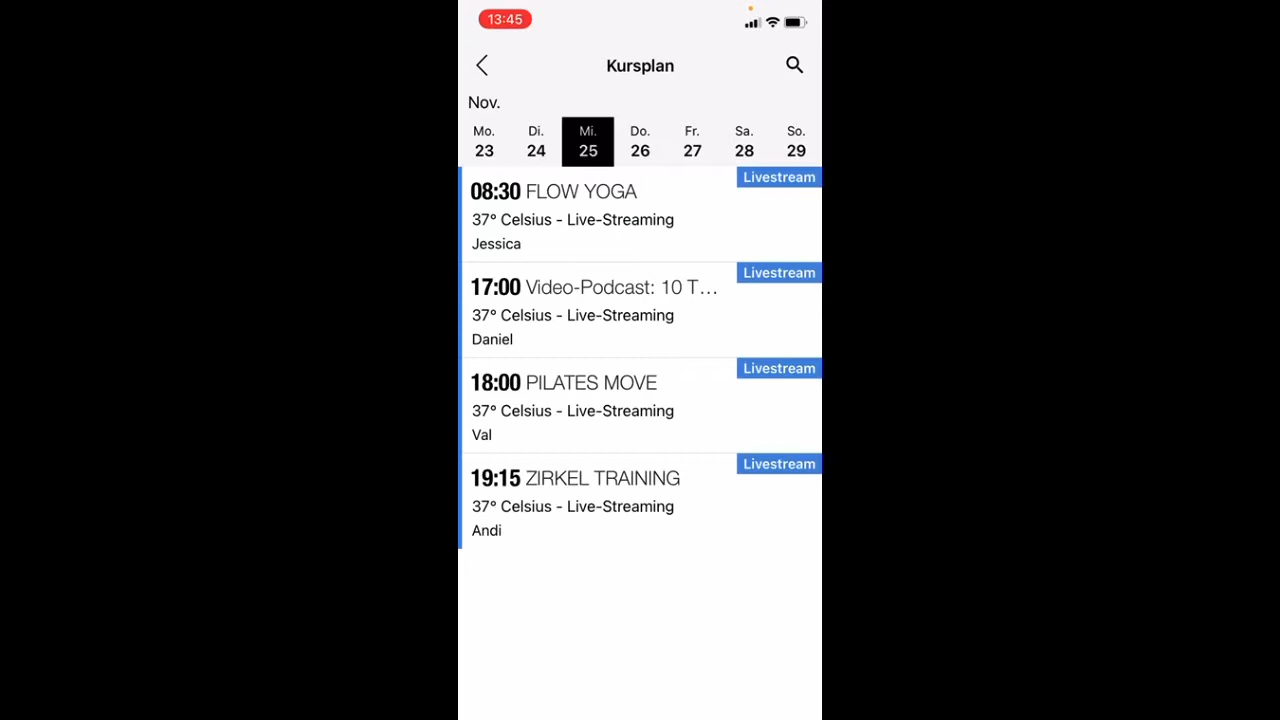 13:45
Kursplan
Nov.
Mo. Di. Mi. Do. Fr. Sa. So.
23 24 25 26 27 28 29
Livestream
08:30 FLOW YOGA
37° Celsius - Live-Streaming
Jessica
Livestream
17:00 Video-Podcast: 10 T…
37° Celsius - Live-Streaming
Daniel
Livestream
18:00 PILATES MOVE
37° Celsius - Live-Streaming
Val
Livestream
19:15 ZIRKEL TRAINING
37° Celsius - Live-Streaming
Andi